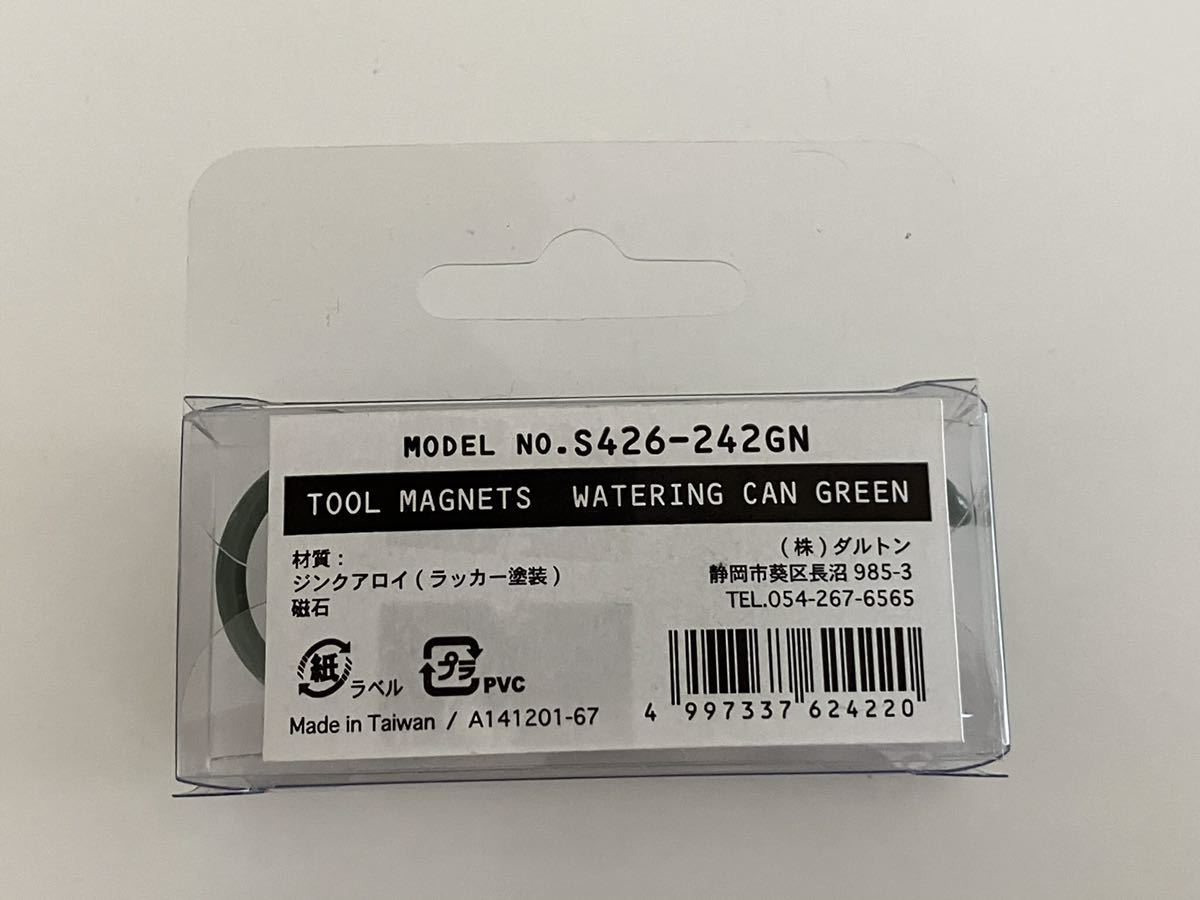 MODEL NO.S426-242GN
TOOL MAGNETS WATERING CAN GREEN
材質：
ジンクアロイ(ラッカー塗装)
磁石
(株)ダルトン
静岡市葵区長沼985-3
TEL.054-267-6565
紙 ラベル
プラ PVC
Made in Taiwan / A141201-67
4 997337 624220